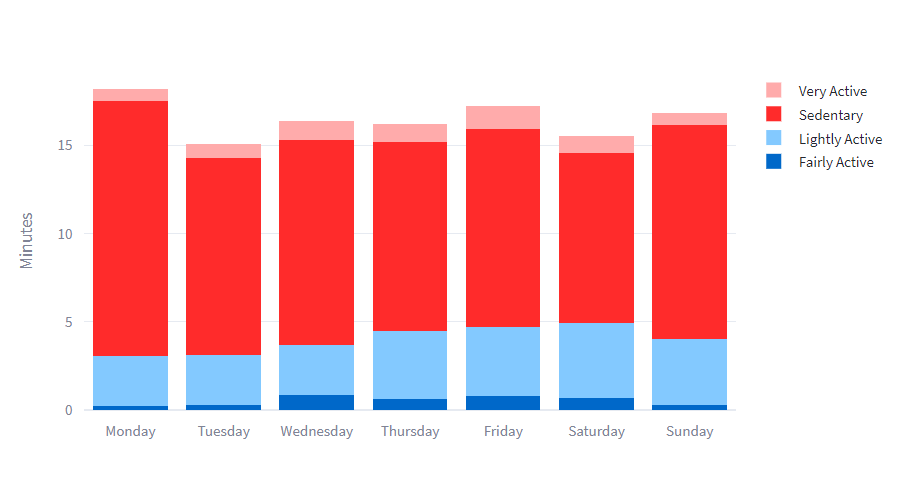 Very Active
Sedentary
Lightly Active
Fairly Active
Minutes
15
10
5
0
Monday Tuesday Wednesday Thursday Friday Saturday Sunday